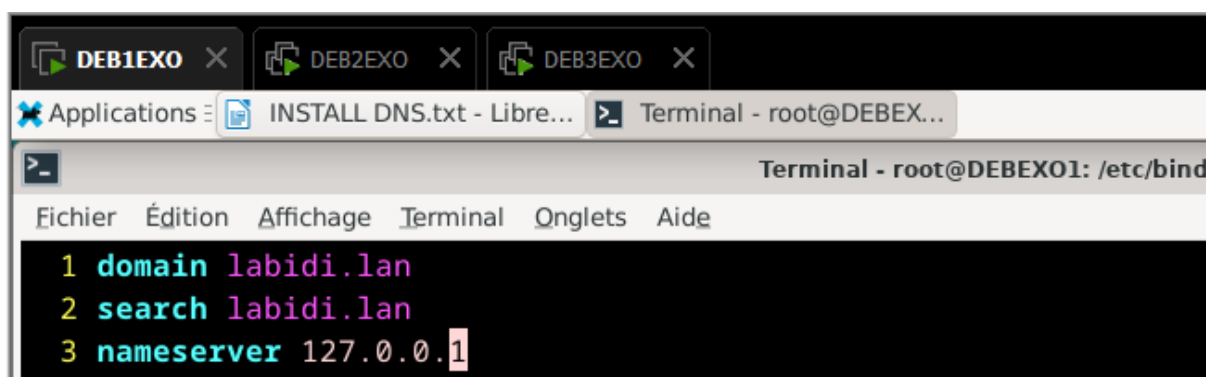 DEB1EXO DEB2EXO DEB3EXO
Applications INSTALL DNS.txt - Libre... Terminal - root@DEBEX...
Terminal - root@DEBEXO1: /etc/bind
Fichier Édition Affichage Terminal Onglets Aide
1 domain labidi.lan
2 search labidi.lan
3 nameserver 127.0.0.1